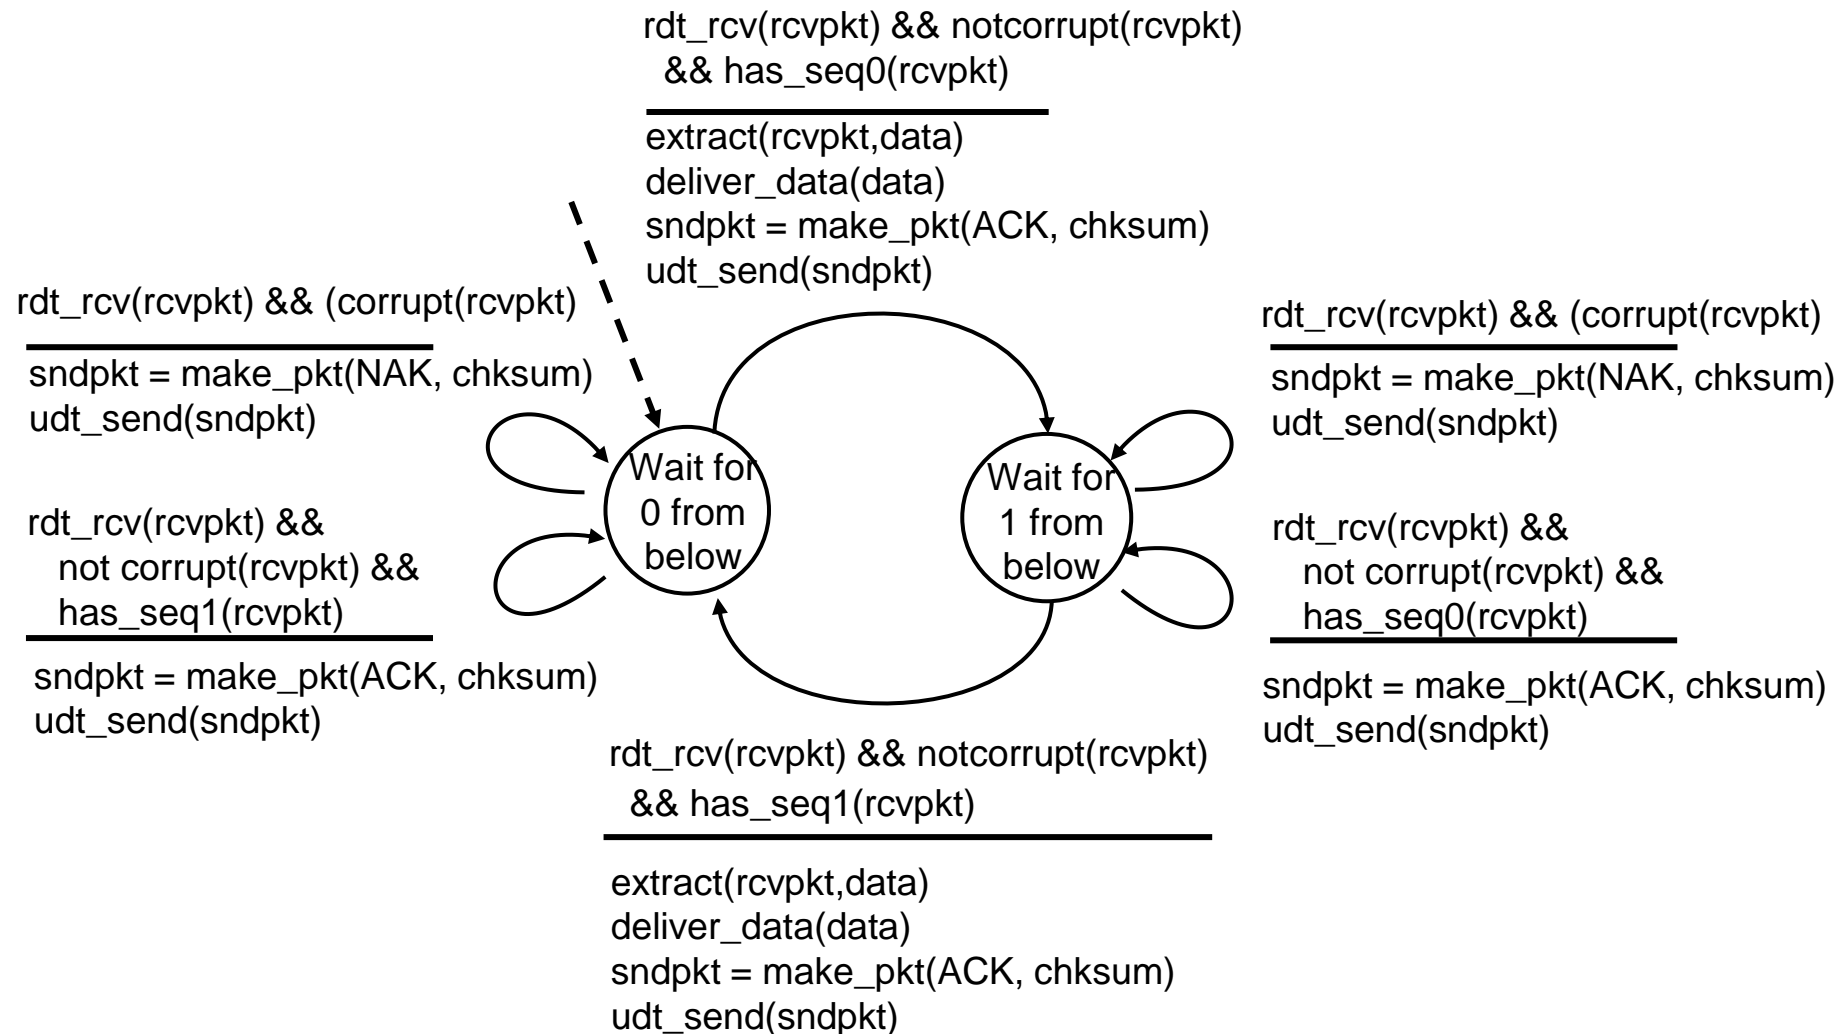 rdt_rcv(rcvpkt) && notcorrupt(rcvpkt)
&& has_seq0(rcvpkt)
extract(rcvpkt,data)
deliver_data(data)
sndpkt = make_pkt(ACK, chksum)
udt_send(sndpkt)
rdt_rcv(rcvpkt) && (corrupt(rcvpkt)
sndpkt = make_pkt(NAK, chksum)
udt_send(sndpkt)
rdt_rcv(rcvpkt) &&
not corrupt(rcvpkt) &&
has_seq1(rcvpkt)
sndpkt = make_pkt(ACK, chksum)
udt_send(sndpkt)
Wait for
0 from
below
Wait for
1 from
below
rdt_rcv(rcvpkt) && (corrupt(rcvpkt)
sndpkt = make_pkt(NAK, chksum)
udt_send(sndpkt)
rdt_rcv(rcvpkt) &&
not corrupt(rcvpkt) &&
has_seq0(rcvpkt)
sndpkt = make_pkt(ACK, chksum)
udt_send(sndpkt)
rdt_rcv(rcvpkt) && notcorrupt(rcvpkt)
&& has_seq1(rcvpkt)
extract(rcvpkt,data)
deliver_data(data)
sndpkt = make_pkt(ACK, chksum)
udt_send(sndpkt)